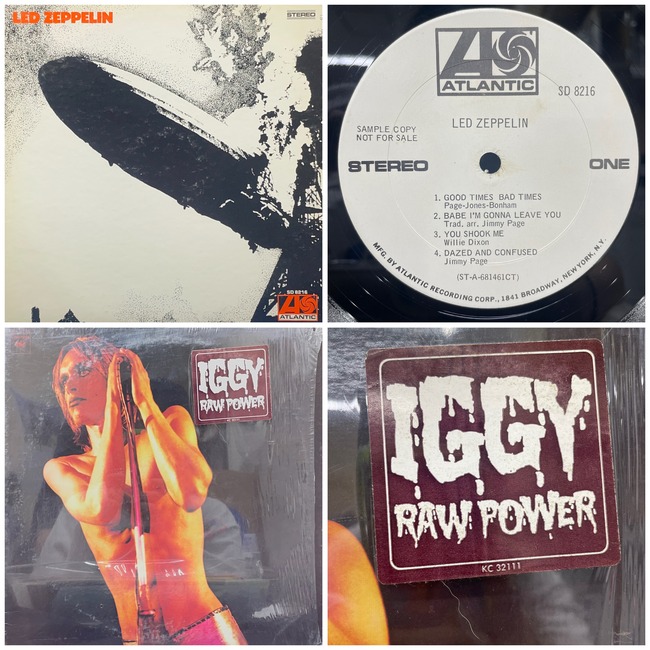 LED ZEPPELIN
STEREO
SD 8216
ATLANTIC
ATLANTIC
SD 8216
LED ZEPPELIN
SAMPLE COPY
NOT FOR SALE
STEREO
ONE
1. GOOD TIMES BAD TIMES
Page-Jones-Bonham
2. BABE I'M GONNA LEAVE YOU
Trad. arr. Jimmy Page
3. YOU SHOOK ME
Willie Dixon
4. DAZED AND CONFUSED
Jimmy Page
(ST-A-681461CT)
MFG. BY ATLANTIC RECORDING CORP., 1841 BROADWAY, NEW YORK, N.Y.
IGGY
RAW POWER
IGGY
RAW POWER
KC 32111